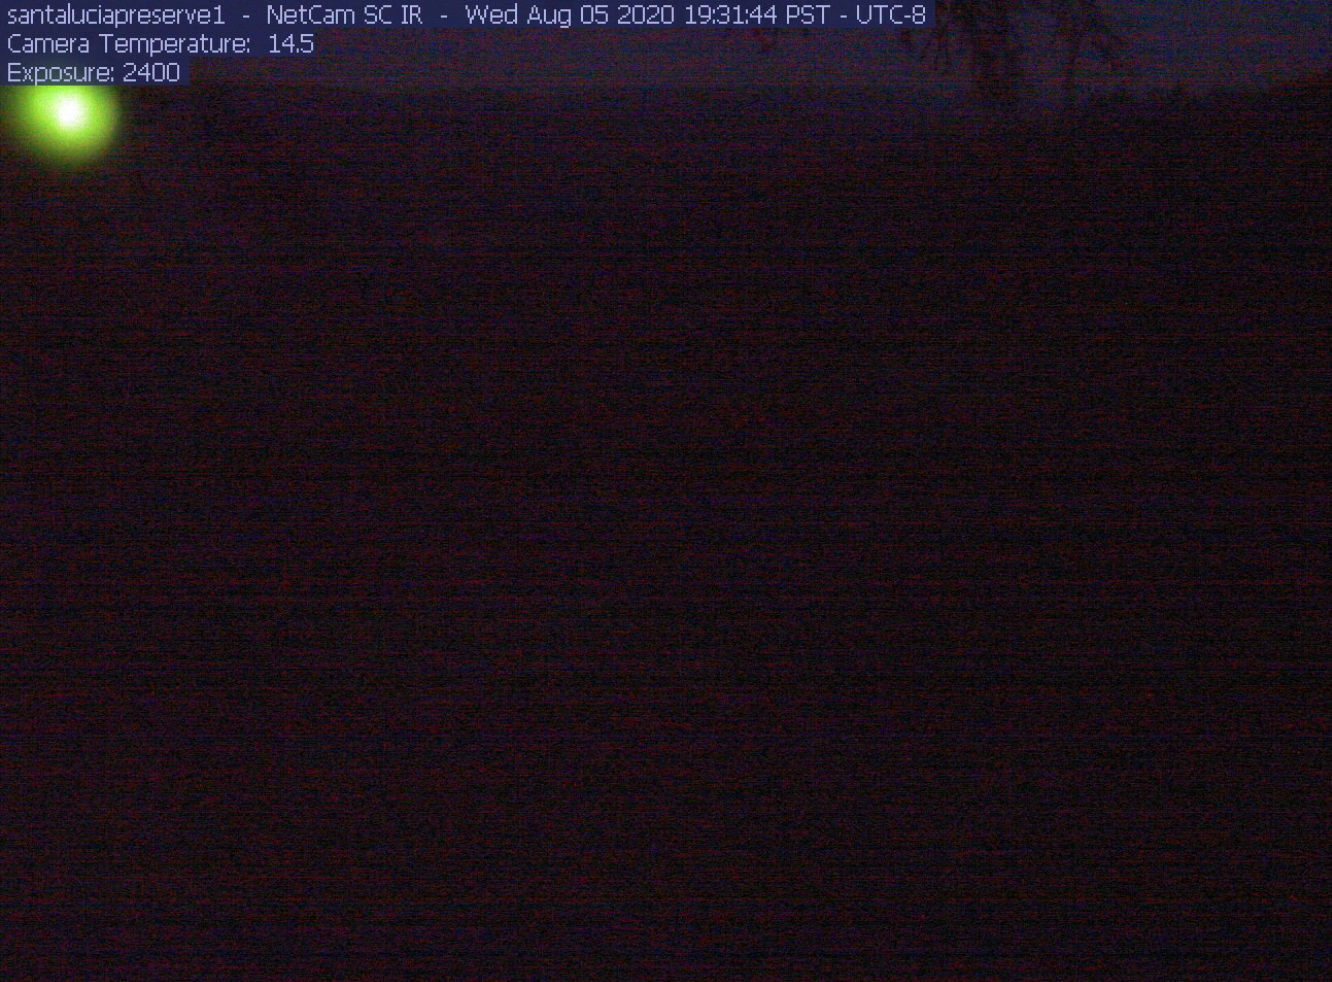 santaluciapreserve1 - NetCam SC IR - Wed Aug 05 2020 19:31:44 PST - UTC-8
Camera Temperature: 14.5
Exposure: 2400